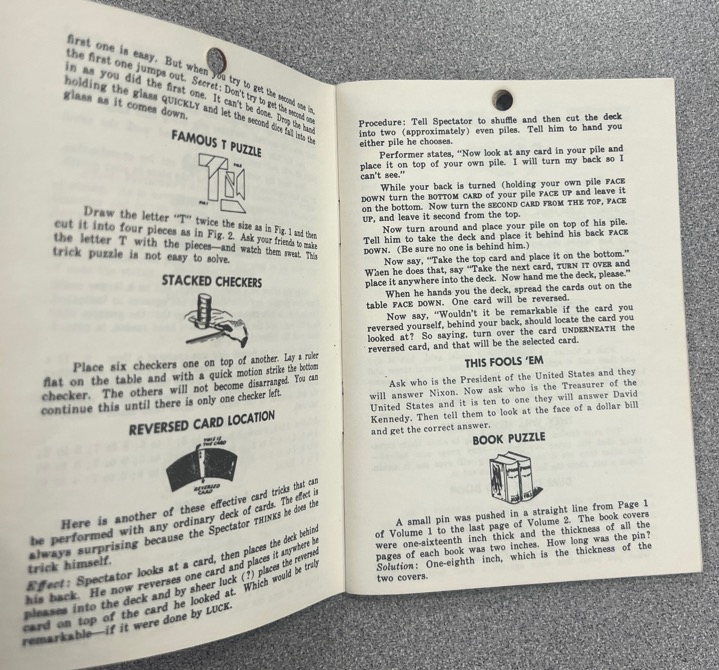 first one is easy. But when you try to get the second one in,
the first one jumps out. Secret: Don't try to get the second one
in as you did the first one. It can't be done. Drop the hand
holding the glass QUICKLY and let the second dice fall into the
glass as it comes down.
FAMOUS T PUZZLE
Draw the letter "T" twice the size as in Fig. 1 and then
cut it into four pieces as in Fig. 2. Ask your friends to make
the letter T with the pieces—and watch them sweat. This
trick puzzle is not easy to solve.
STACKED CHECKERS
Place six checkers one on top of another. Lay a ruler
flat on the table and with a quick motion strike the bottom
checker. The others will not become disarranged. You can
continue this until there is only one checker left.
REVERSED CARD LOCATION
THIS IS
THE CARD
REVERSED
CARD
Here is another of these effective card tricks that can
be performed with any ordinary deck of cards. The effect is
always surprising because the Spectator THINKS he does the
trick himself.
Effect: Spectator looks at a card, then places the deck behind
his back. He now reverses one card and places it anywhere he
pleases into the deck and by sheer luck (?) places the reversed
card on top of the card he looked at. Which would be truly
remarkable—if it were done by LUCK.
Procedure: Tell Spectator to shuffle and then cut the deck
into two (approximately) even piles. Tell him to hand you
either pile he chooses.
Performer states, "Now look at any card in your pile and
place it on top of your own pile. I will turn my back so I
can't see."
While your back is turned (holding your own pile FACE
DOWN turn the BOTTOM CARD of your pile FACE UP and leave it
on the bottom. Now turn the SECOND CARD FROM THE TOP, FACE
UP, and leave it second from the top.
Now turn around and place your pile on top of his pile.
Tell him to take the deck and place it behind his back FACE
DOWN. (Be sure no one is behind him.)
Now say, "Take the top card and place it on the bottom."
When he does that, say "Take the next card, TURN IT OVER and
place it anywhere into the deck. Now hand me the deck, please."
When he hands you the deck, spread the cards out on the
table FACE DOWN. One card will be reversed.
Now say, "Wouldn't it be remarkable if the card you
reversed yourself, behind your back, should locate the card you
looked at? So saying, turn over the card UNDERNEATH the
reversed card, and that will be the selected card.
THIS FOOLS 'EM
Ask who is the President of the United States and they
will answer Nixon. Now ask who is the Treasurer of the
United States and it is ten to one they will answer David
Kennedy. Then tell them to look at the face of a dollar bill
and get the correct answer.
BOOK PUZZLE
A small pin was pushed in a straight line from Page 1
of Volume 1 to the last page of Volume 2. The book covers
were one-sixteenth inch thick and the thickness of all the
pages of each book was two inches. How long was the pin?
Solution: One-eighth inch, which is the thickness of the
two covers.